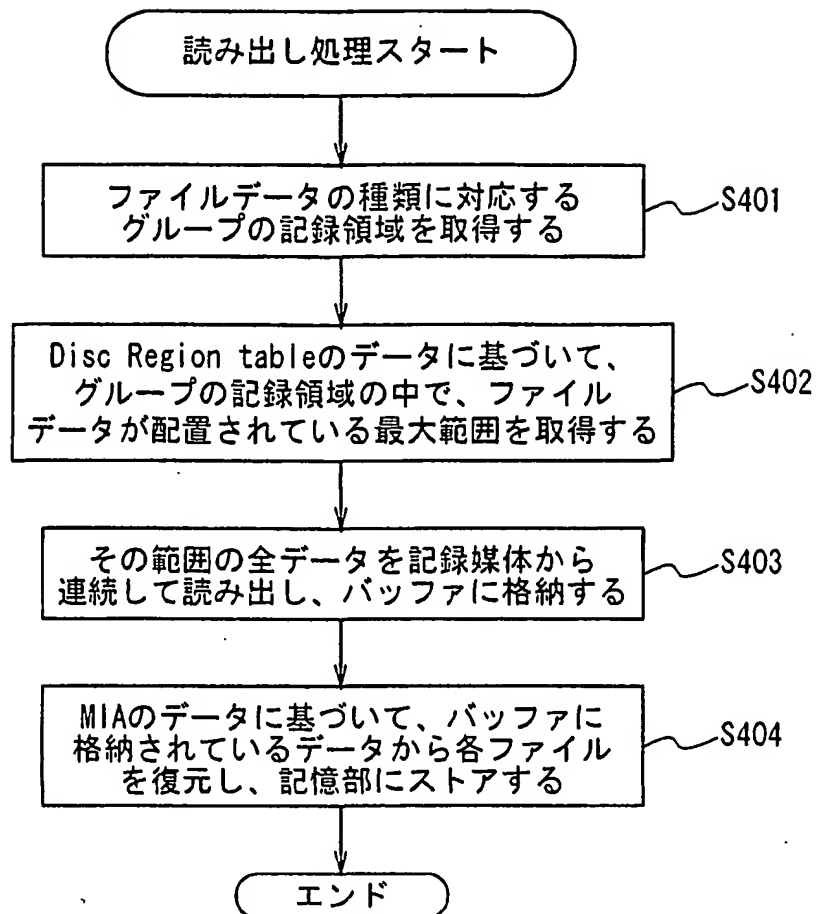 読み出し処理スタート
ファイルデータの種類に対応する
グループの記録領域を取得する
S401
Disc Region tableのデータに基づいて、
グループの記録領域の中で、ファイル
データが配置されている最大範囲を取得する
S402
その範囲の全データを記録媒体から
連続して読み出し、バッファに格納する
S403
MIAのデータに基づいて、バッファに
格納されているデータから各ファイル
を復元し、記憶部にストアする
S404
エンド